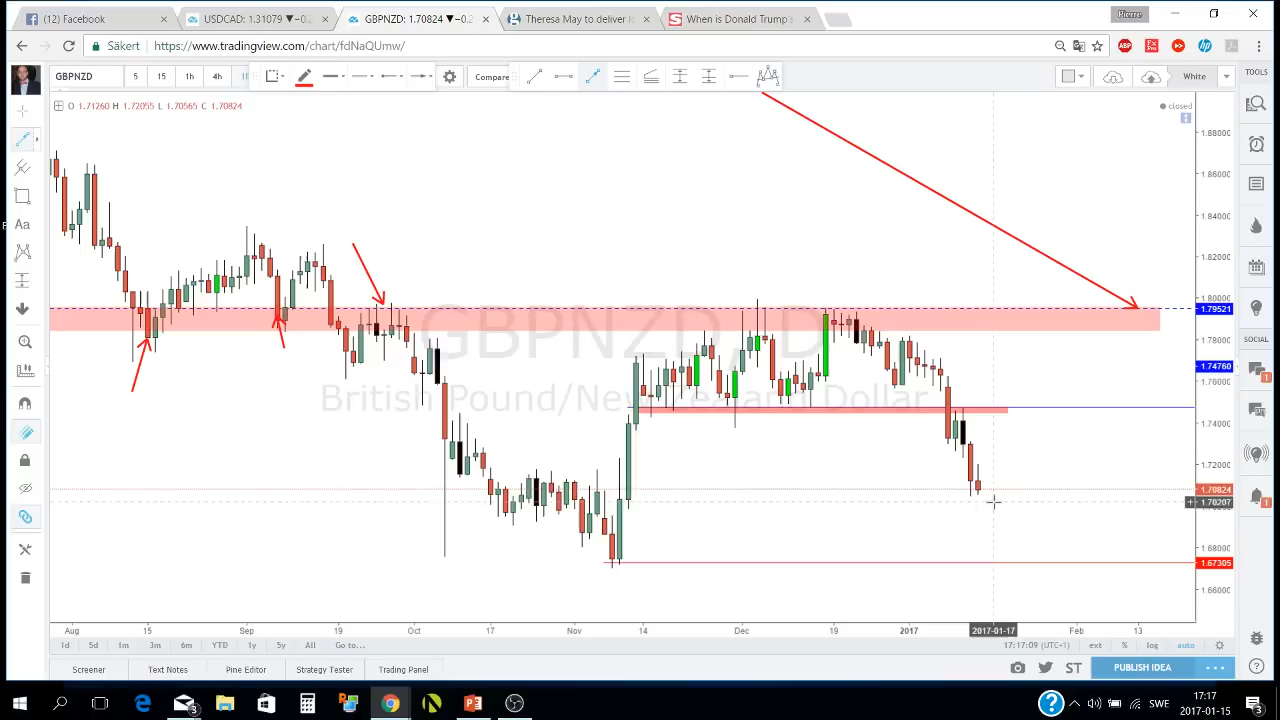 Facebook
USDCAD: 1.31079 ▼−0.2
GBPNZD: 1.70824 ▼−0.2
Theresa May to deliver
When is Donald Trump
Pierre
Säkert https://www.tradingview.com/chart/fdNaQUmw/
GBPNZD 5 15 1h 4h Compare White TOOLS
O 1.71260 H 1.72055 L 1.70565 C 1.70824
closed
1.88000
1.86000
1.84000
1.82000
1.80000
1.79521
1.78000
1.74760
1.76000
1.74000
1.72000
1.70824
1.70207
1.68000
1.67305
1.66000
GBPNZD, D
British Pound/New Zealand Dollar
Aa
SOCIAL
1
1
Aug 15 Sep 19 Oct 17 Nov 14 Dec 19 2017 2017-01-17 Feb 13
1d 5d 1m 3m 6m YTD 1y 5y All Go to... 17:17:09 (UTC+1) ext % log auto
Screener Text Notes Pine Editor Strategy Tester Trading Panel ST PUBLISH IDEA
3
SWE
17:17
2017-01-15
3